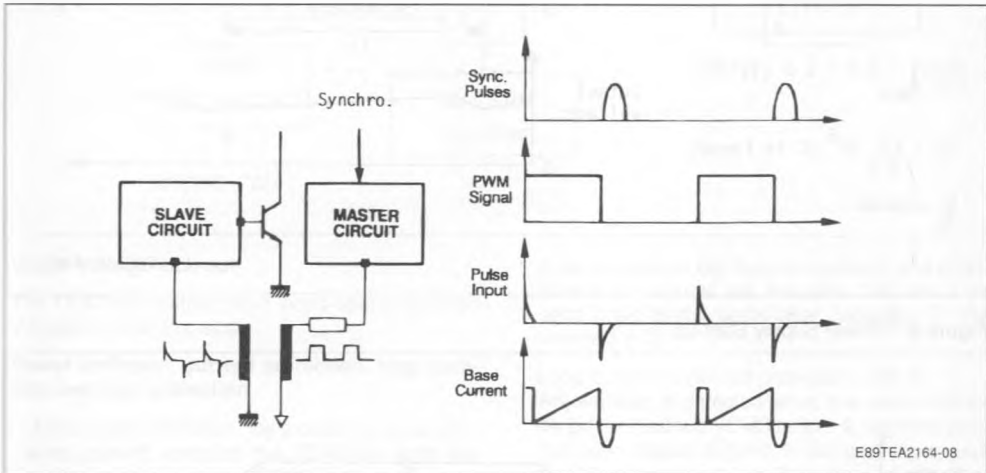 Synchro.
SLAVE
CIRCUIT
MASTER
CIRCUIT
Sync.
Pulses
PWM
Signal
Pulse
Input
Base
Current
E89TEA2164-08